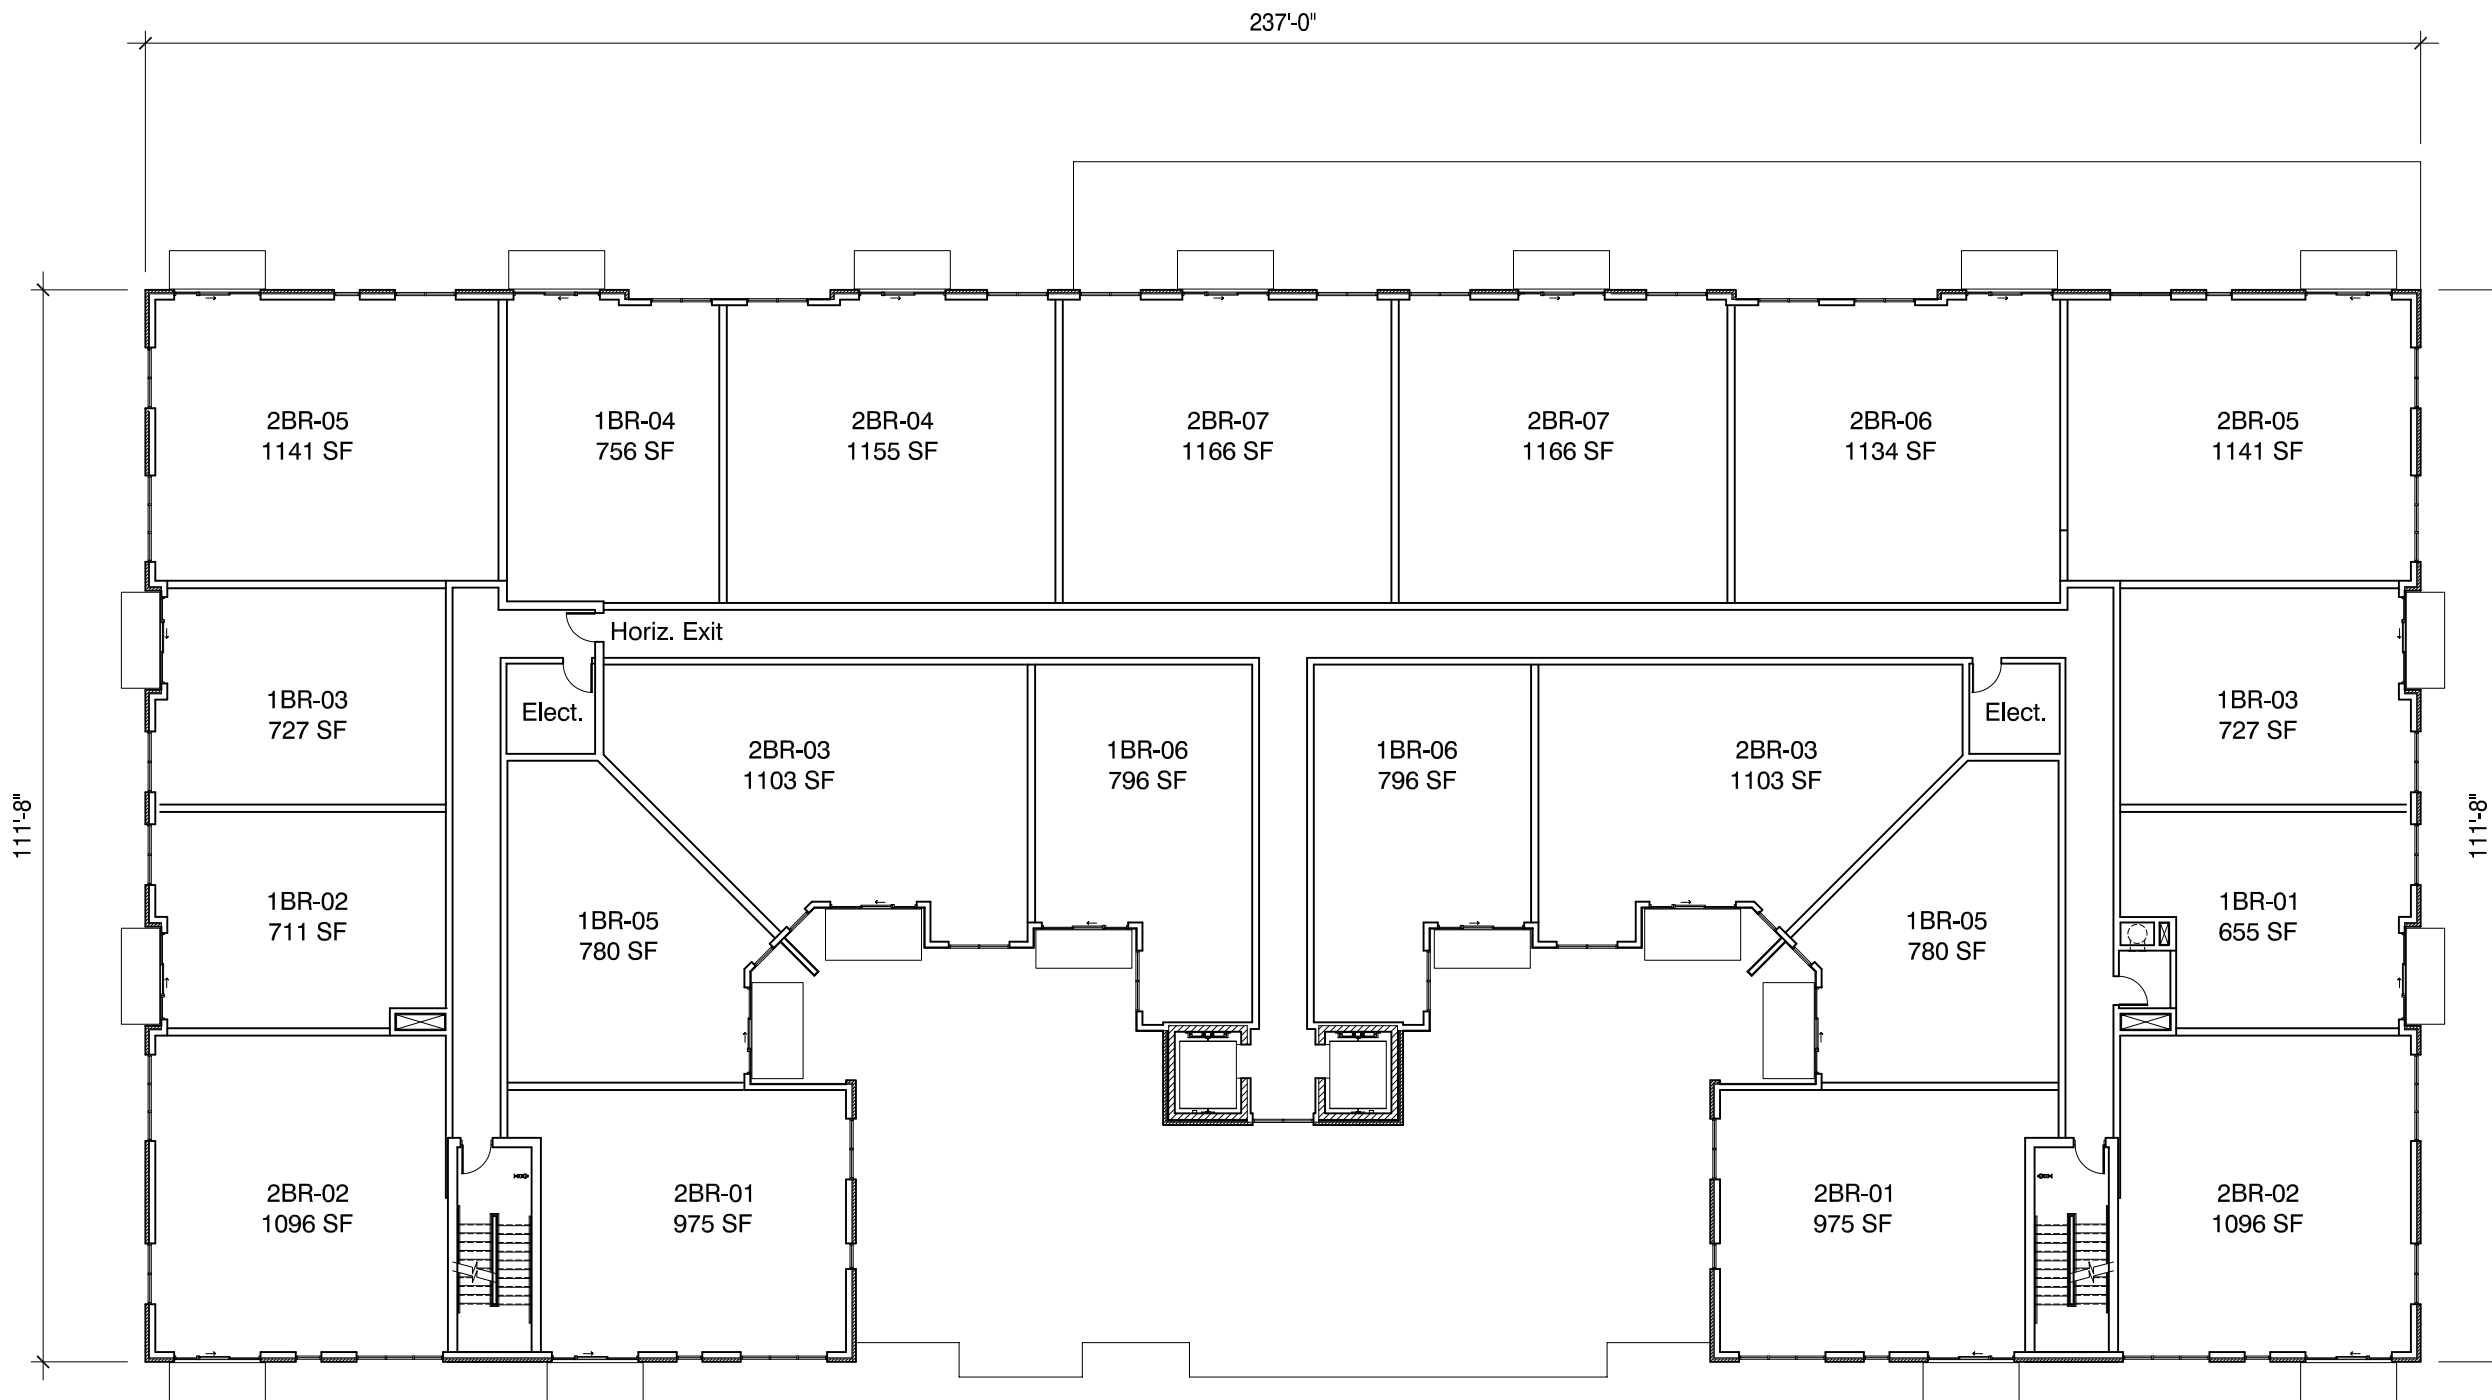 237'-0"
2BR-05
1141 SF
1BR-04
756 SF
2BR-04
1155 SF
2BR-07
1166 SF
2BR-07
1166 SF
2BR-06
1134 SF
2BR-05
1141 SF
Horiz. Exit
1BR-03
727 SF
Elect.
2BR-03
1103 SF
1BR-06
796 SF
1BR-06
796 SF
2BR-03
1103 SF
Elect.
1BR-03
727 SF
111'-8"
111'-8"
1BR-02
711 SF
1BR-05
780 SF
1BR-05
780 SF
1BR-01
655 SF
2BR-02
1096 SF
2BR-01
975 SF
2BR-01
975 SF
2BR-02
1096 SF